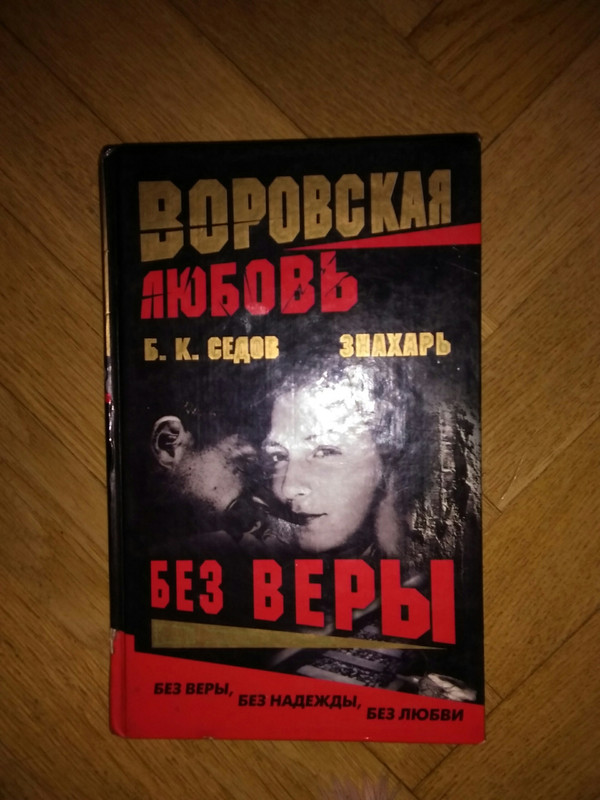 ВОРОВСКАЯ
ЛЮБОВЬ
Б. К. СЕДОВ ЗНАХАРЬ
БЕЗ ВЕРЫ
БЕЗ ВЕРЫ, БЕЗ НАДЕЖДЫ, БЕЗ ЛЮБВИ